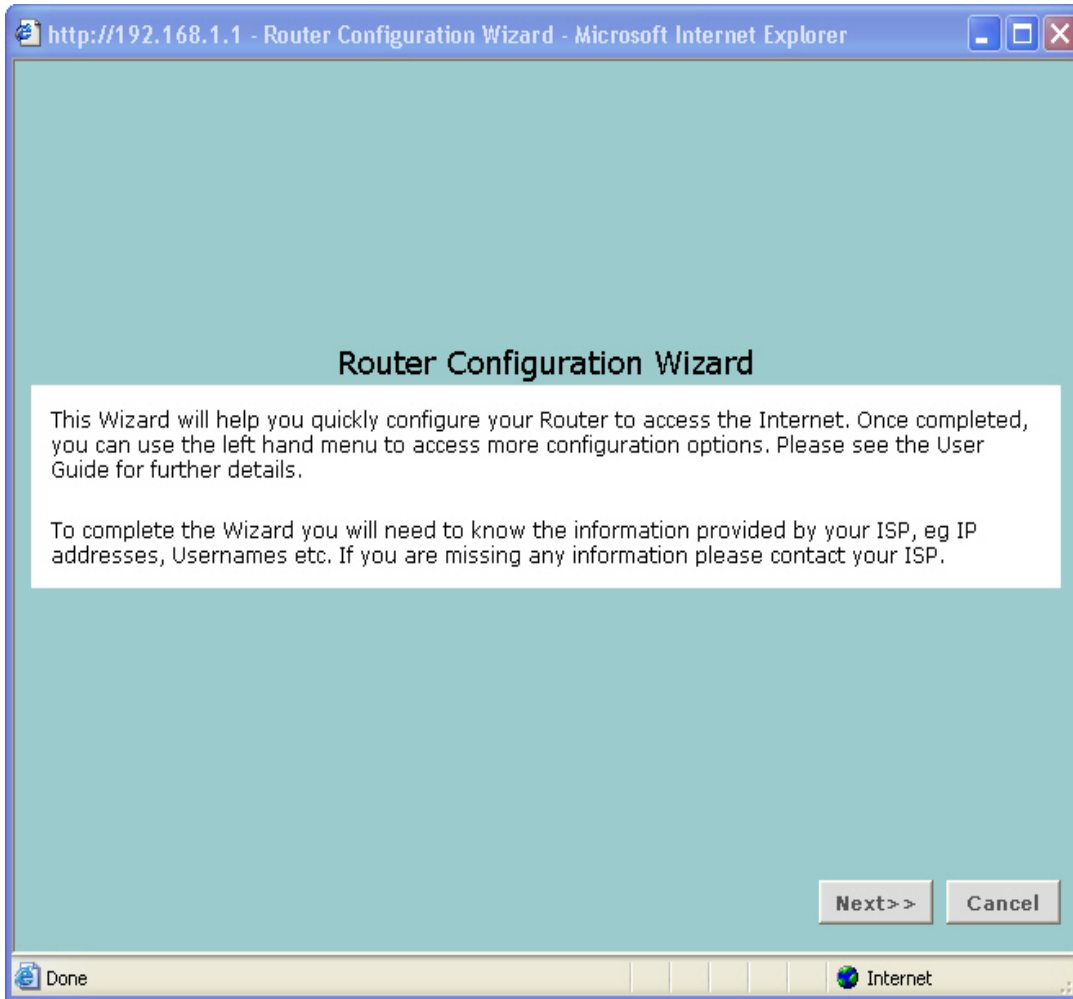 http://192.168.1.1 - Router Configuration Wizard - Microsoft Internet Explorer
Router Configuration Wizard
This Wizard will help you quickly configure your Router to access the Internet. Once completed,
you can use the left hand menu to access more configuration options. Please see the User
Guide for further details.
To complete the Wizard you will need to know the information provided by your ISP, eg IP
addresses, Usernames etc. If you are missing any information please contact your ISP.
Next>> Cancel
Done Internet